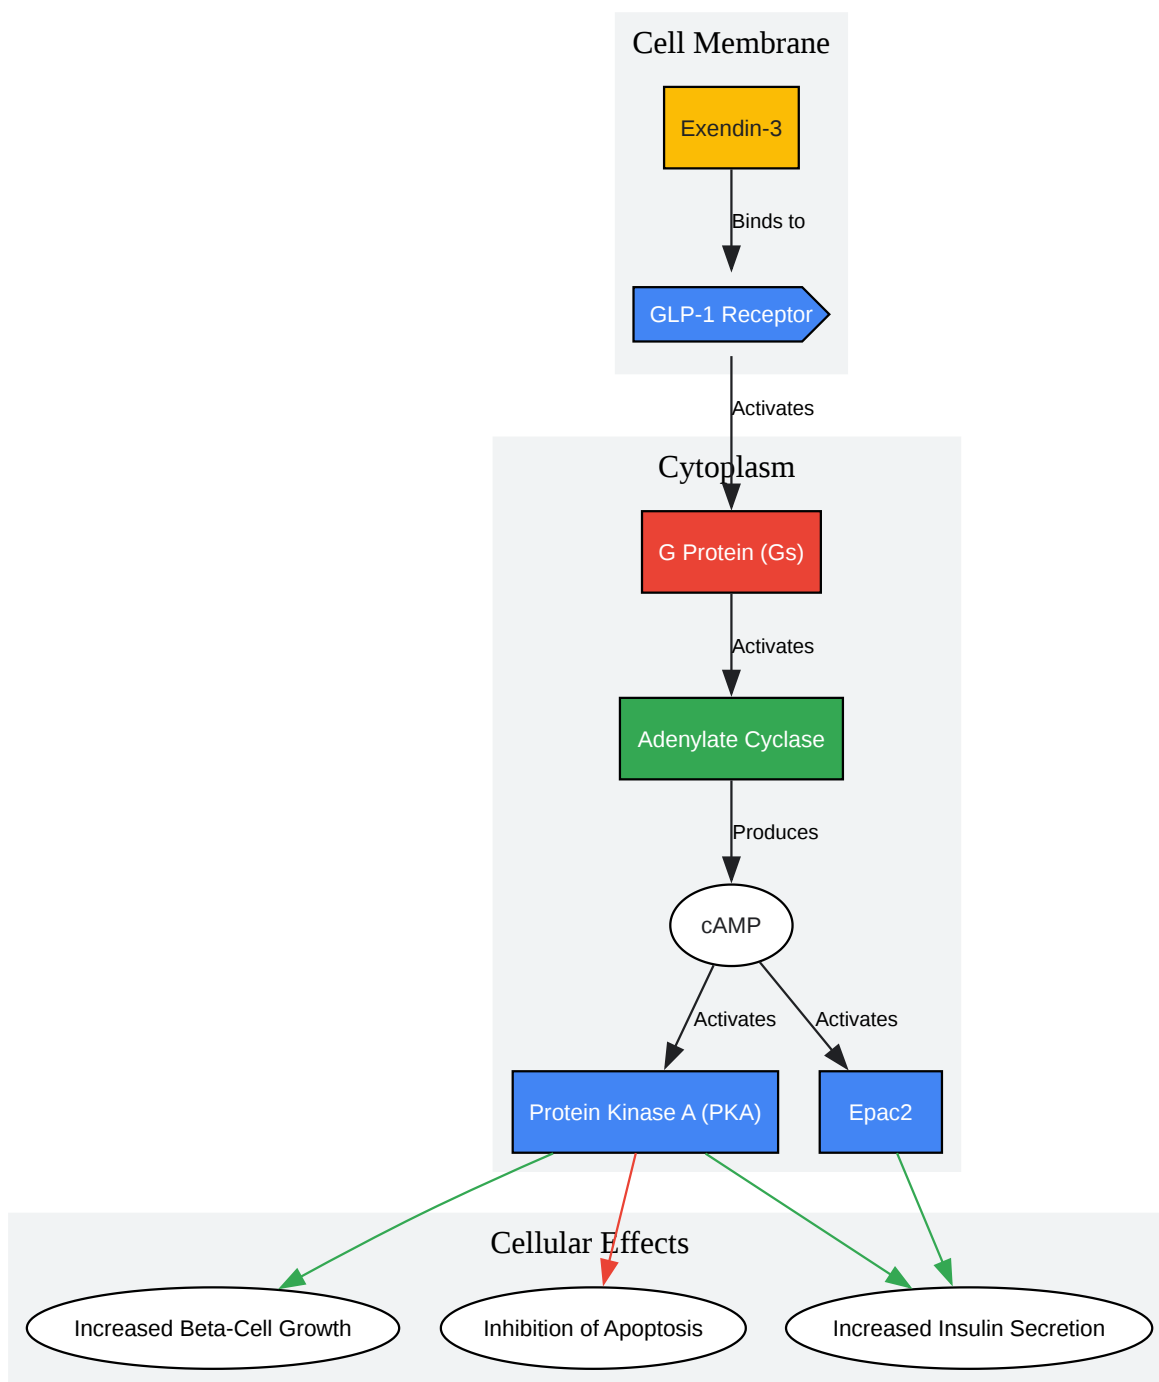 Cell Membrane
Exendin-3
Binds to
GLP-1 Receptor
Activates
Cytoplasm
G Protein (Gs)
Activates
Adenylate Cyclase
Produces
cAMP
Activates
Activates
Protein Kinase A (PKA)
Epac2
Cellular Effects
Increased Beta-Cell Growth
Inhibition of Apoptosis
Increased Insulin Secretion